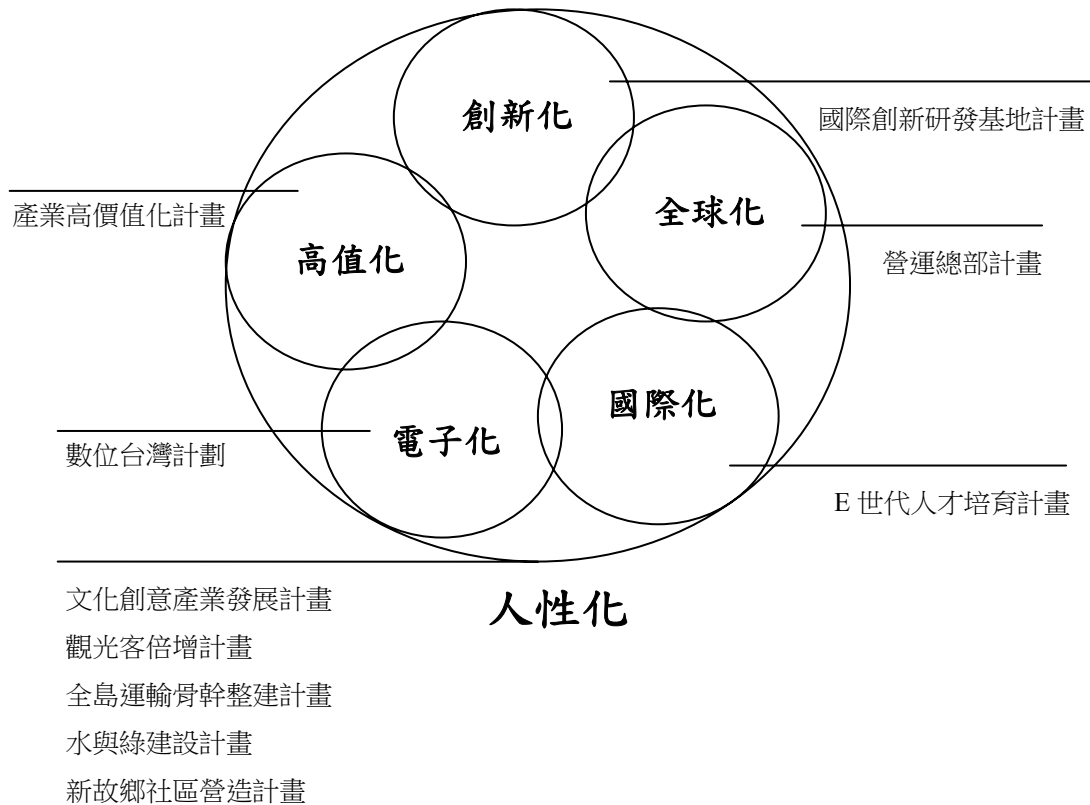 創新化
國際創新研發基地計畫
全球化
產業高價值化計畫
高值化
營運總部計畫
國際化
電子化
數位台灣計劃
E 世代人才培育計畫
人性化
文化創意產業發展計畫
觀光客倍增計畫
全島運輸骨幹整建計畫
水與綠建設計畫
新故鄉社區營造計畫